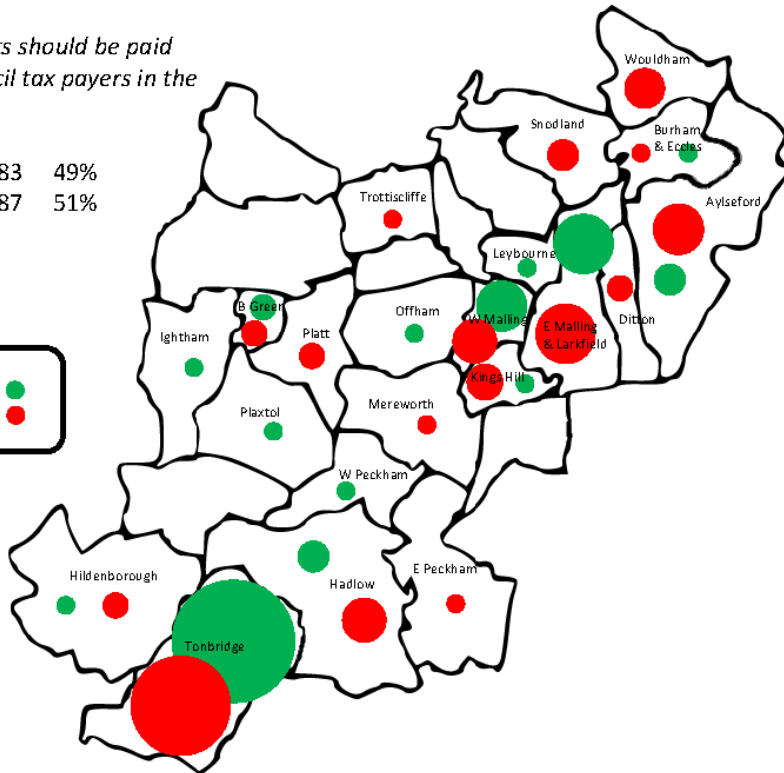 ts should be paid
cil tax payers in the
83 49%
87 51%
Wouldham
Snodland
Burham
& Eccles
Trottiscliffe
Aylseford
Leybourne
B Green
Offham
W Malling
E Malling
& Larkfield
Ditton
Ightham
Platt
Kings Hill
Plaxtol
Mereworth
W Peckham
Hildenborough
Hadlow
E Peckham
Tonbridge